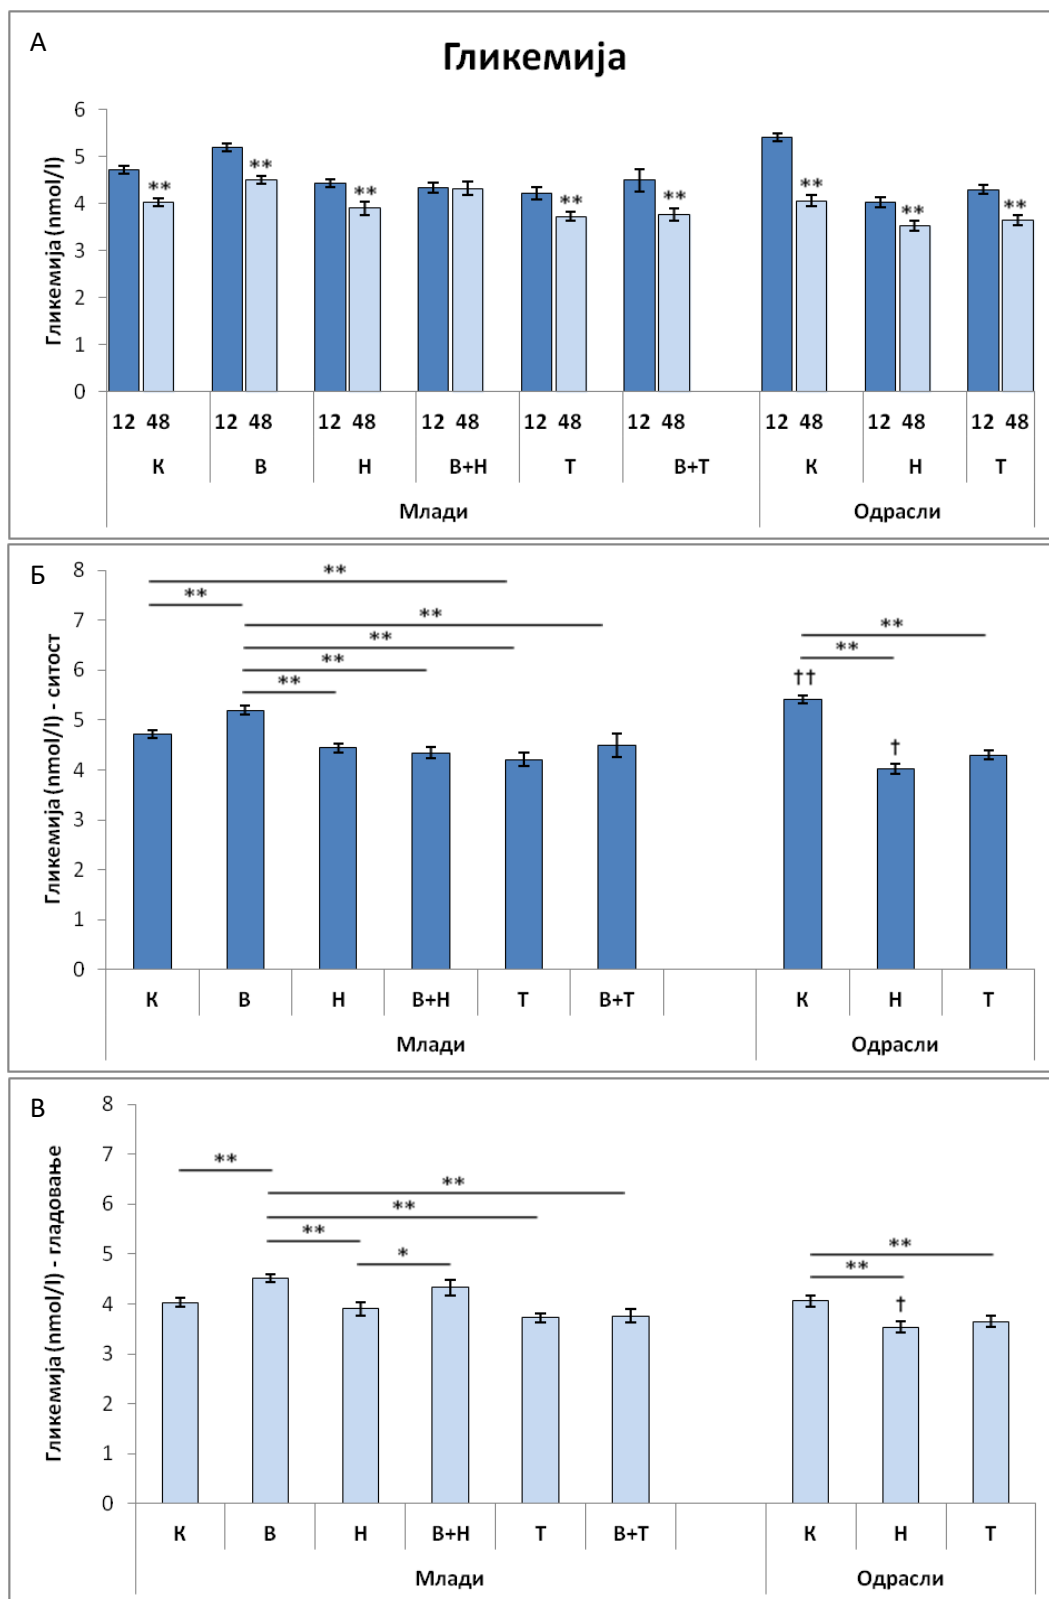 А
Гликемија
Гликемија (nmol/l)
6
5
4
3
2
1
0
** ** ** ** ** ** ** **
12 48 12 48 12 48 12 48 12 48 12 48 12 48 12 48 12 48
К В Н В+Н Т В+Т К Н Т
Млади Одрасли
Б
Гликемија (nmol/l) - ситост
8
7
6
5
4
3
2
1
0
**
**
**
**
**
**
**
**
††
†
К В Н В+Н Т В+Т К Н Т
Млади Одрасли
В
Гликемија (nmol/l) - гладовање
8
7
6
5
4
3
2
1
0
**
**
**
**
*
**
**
†
К В Н В+Н Т В+Т К Н Т
Млади Одрасли